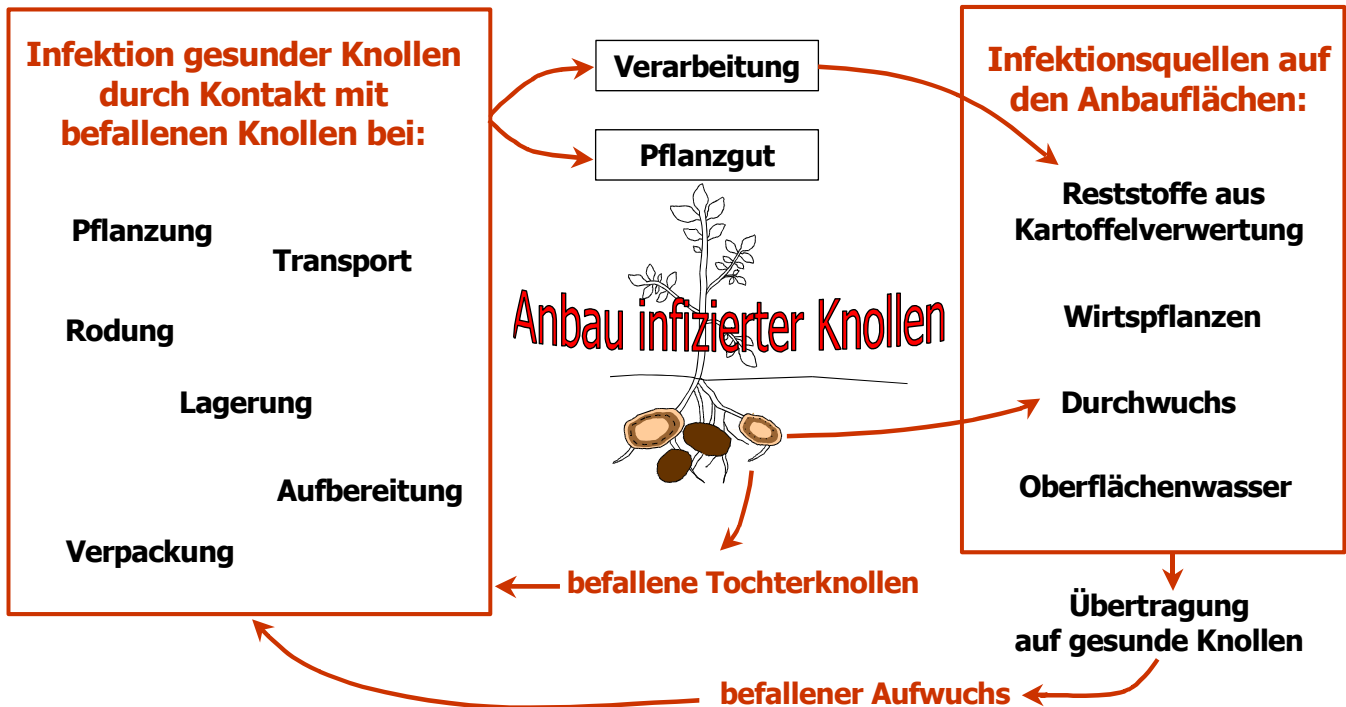 Infektion gesunder Knollen
durch Kontakt mit
befallenen Knollen bei:
Pflanzung
Transport
Rodung
Lagerung
Aufbereitung
Verpackung
Verarbeitung
Pflanzgut
Anbau infizierter Knollen
befallene Tochterknollen
Infektionsquellen auf
den Anbauflächen:
Reststoffe aus
Kartoffelverwertung
Wirtspflanzen
Durchwuchs
Oberflächenwasser
Übertragung
auf gesunde Knollen
befallener Aufwuchs